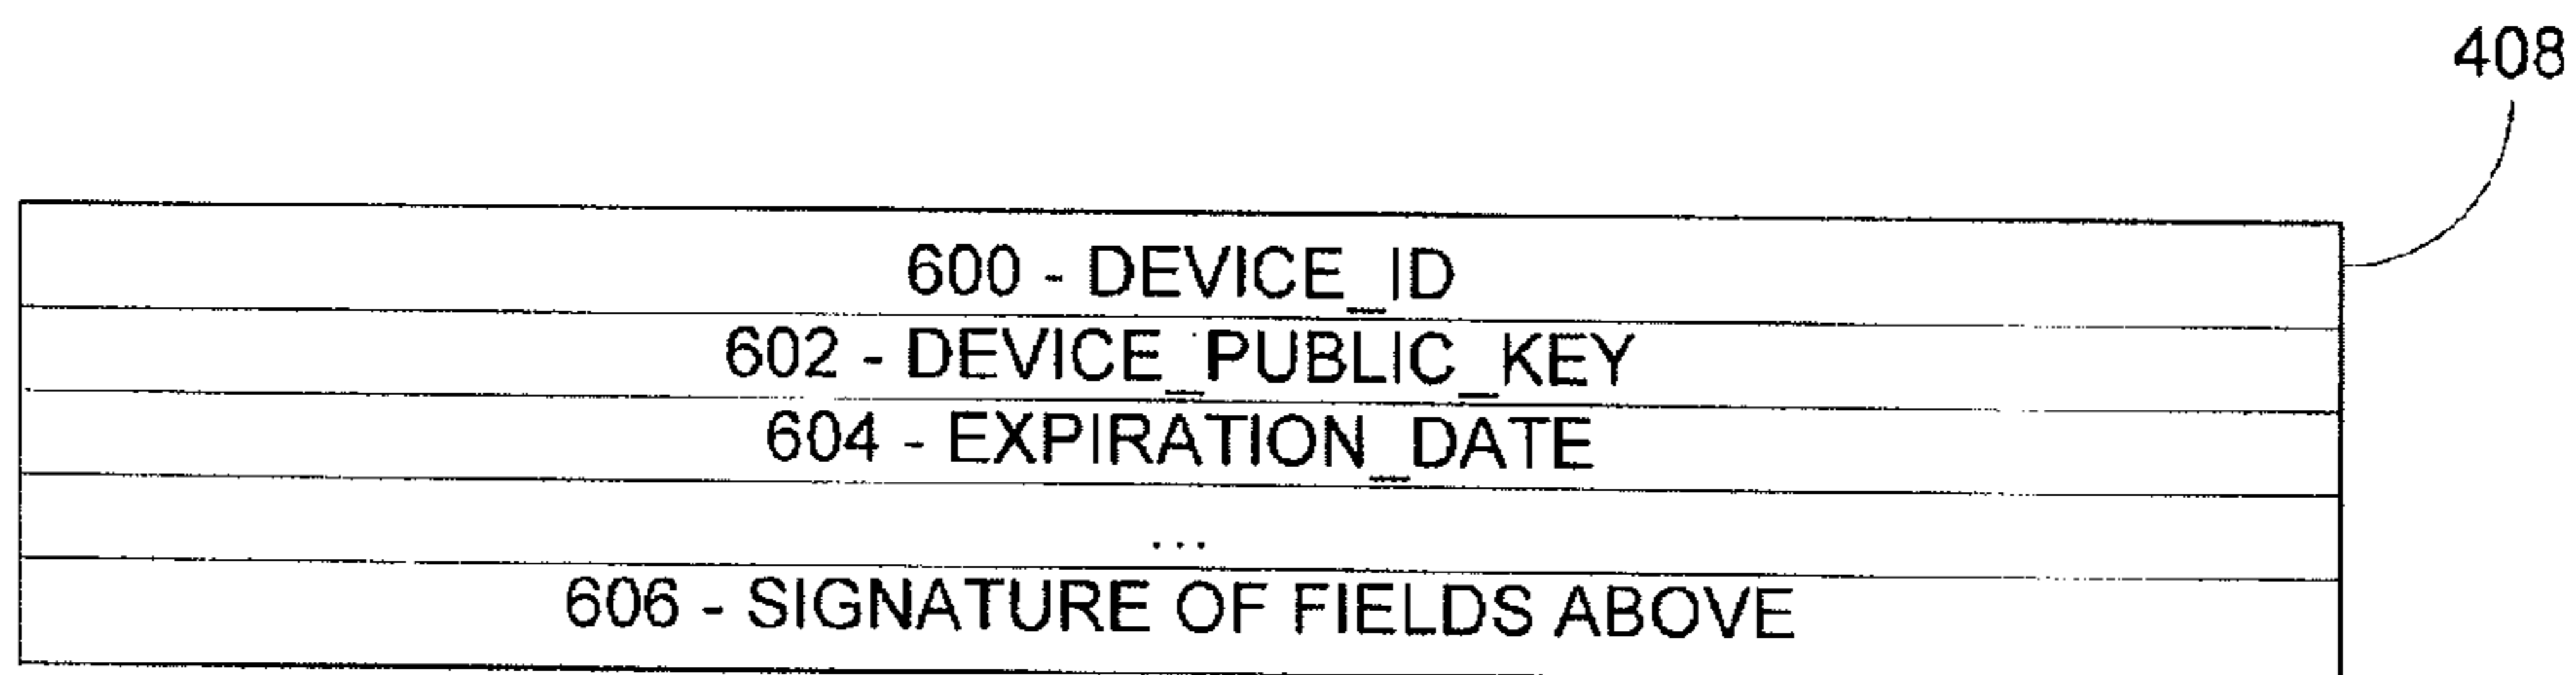 408
600 - DEVICE_ID
602 - DEVICE_PUBLIC_KEY
604 - EXPIRATION_DATE
...
606 - SIGNATURE OF FIELDS ABOVE